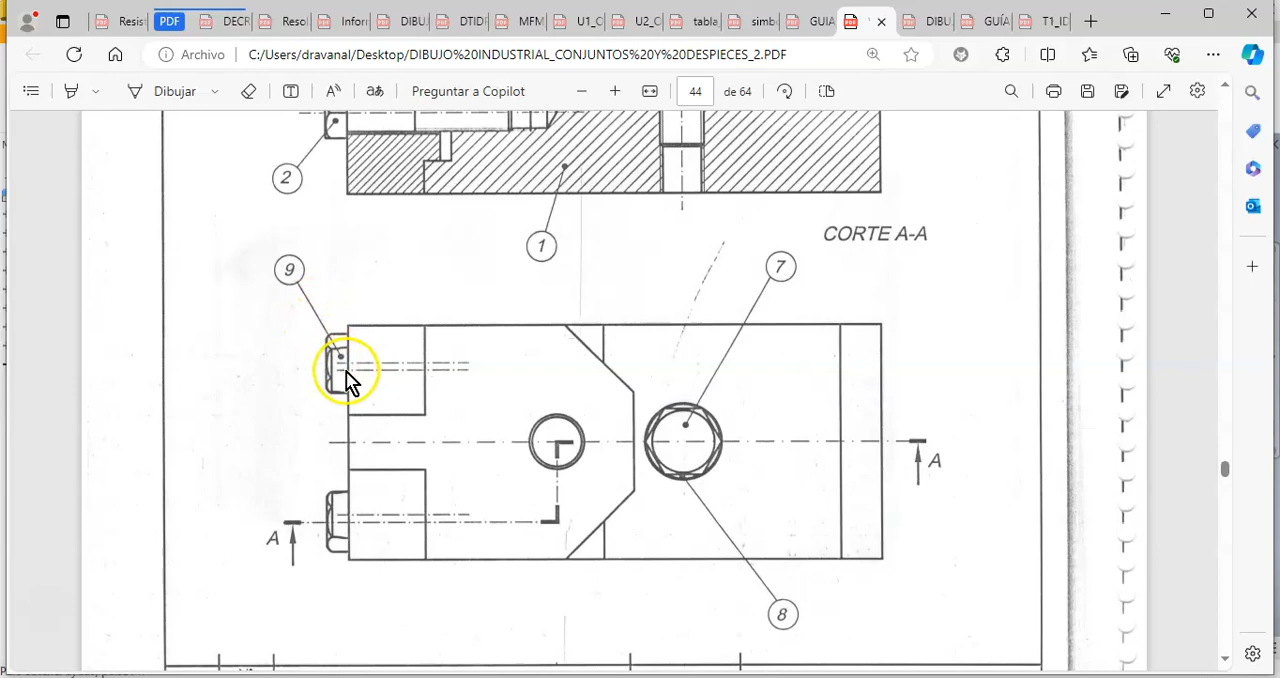 Resis
PDF
DECR
Reso
Infor
DIBU
DTID
MFM
U1_C
U2_C
tabla
simb
GUIA
DIBU
GUÍA
T1_ID
Archivo
C:/Users/dravanal/Desktop/DIBUJO%20INDUSTRIAL_CONJUNTOS%20Y%20DESPIECES_2.PDF
Dibujar
Preguntar a Copilot
44 de 64
2
1
CORTE A-A
9
7
A
A
8